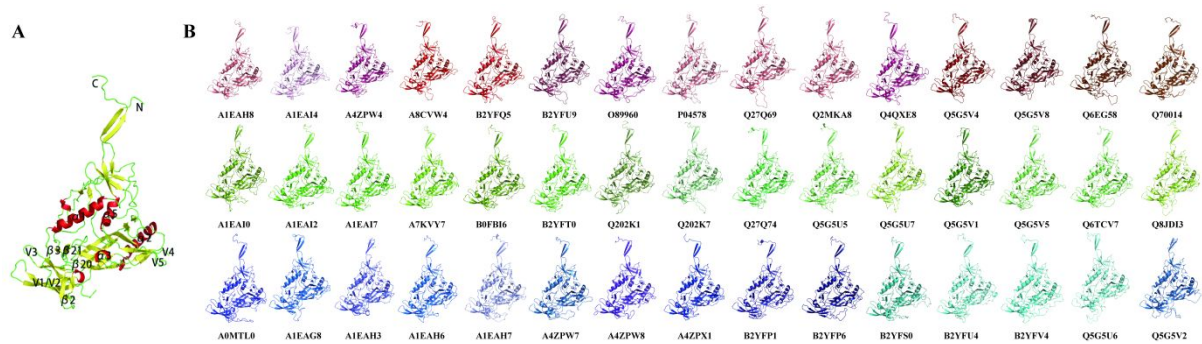 A
B
C
N
V3
β3 β21
V4
V5
β20
V1/V2
β2
A1EAH8 A1EAI4 A4ZPW4 A8CVW4 B2YFQ5 B2YFU9 O89960 P04578 Q27Q69 Q2MKA8 Q4QXE8 Q5G5V4 Q5G5V8 Q6EG58 Q70014
A1EAI0 A1EAI2 A1EAI7 A7KVY7 B0FBI6 B2YFT0 Q202K1 Q202K7 Q27Q74 Q5G5U5 Q5G5U7 Q5G5V1 Q5G5V5 Q6TCV7 Q8JDI3
A0MTL0 A1EAG8 A1EAH3 A1EAH6 A1EAH7 A4ZPW7 A4ZPW8 A4ZPX1 B2YFP1 B2YFP6 B2YFS0 B2YFU4 B2YFV4 Q5G5U6 Q5G5V2